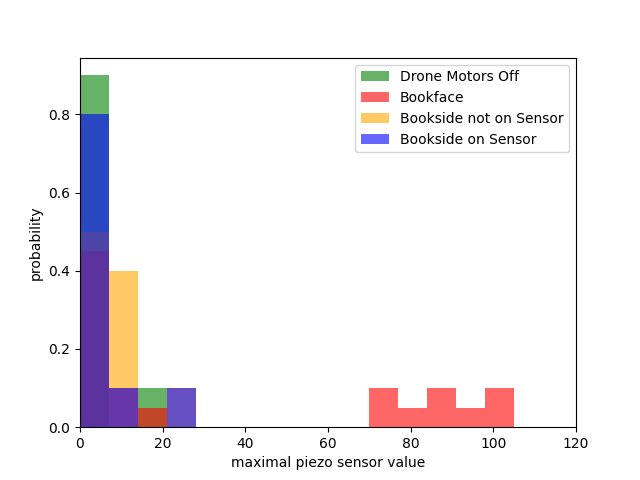 Drone Motors Off
Bookface
Bookside not on Sensor
Bookside on Sensor
probability
0.8
0.6
0.4
0.2
0.0
0 20 40 60 80 100 120
maximal piezo sensor value